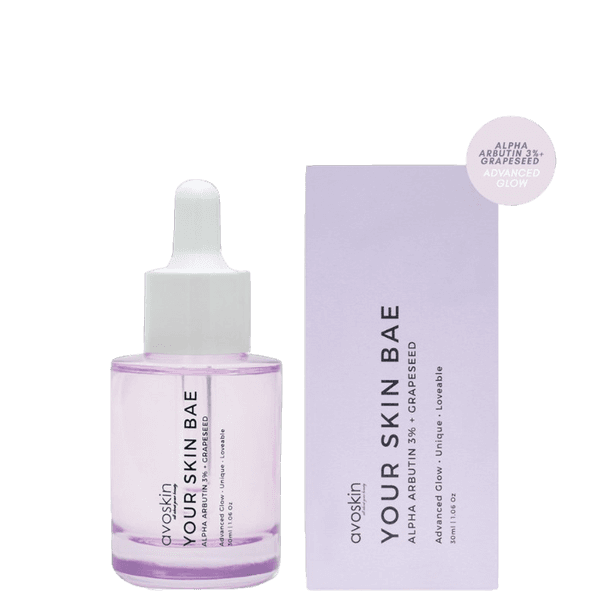 ALPHA
ARBUTIN 3%+
GRAPESEED
ADVANCED
GLOW
avoskin
YOUR SKIN BAE
ALPHA ARBUTIN 3% + GRAPESEED
Advanced Glow • Unique • Loveable
30ml | 1.06 Oz
avoskin
YOUR SKIN BAE
ALPHA ARBUTIN 3% + GRAPESEED
Advanced Glow • Unique • Loveable
30ml | 1.06 Oz